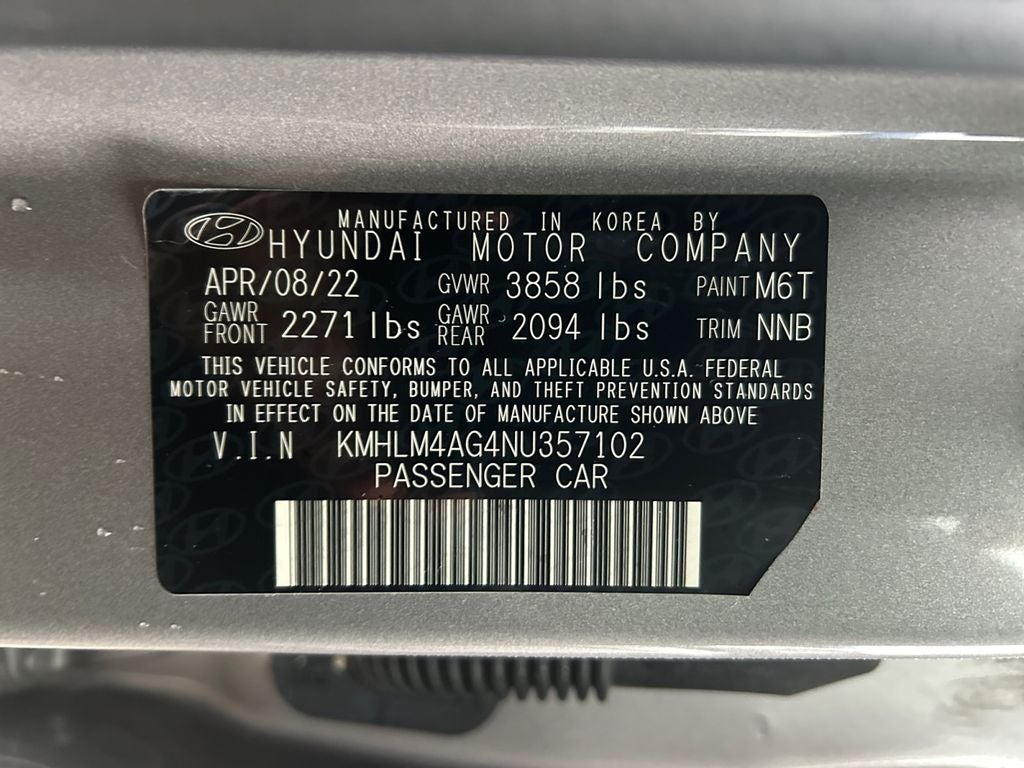 MANUFACTURED IN KOREA BY
HYUNDAI MOTOR COMPANY
APR/08/22 GVWR 3858 lbs PAINT M6T
GAWR FRONT 2271 lbs GAWR REAR 2094 lbs TRIM NNB
THIS VEHICLE CONFORMS TO ALL APPLICABLE U.S.A. FEDERAL
MOTOR VEHICLE SAFETY, BUMPER, AND THEFT PREVENTION STANDARDS
IN EFFECT ON THE DATE OF MANUFACTURE SHOWN ABOVE
V.I.N KMHLM4AG4NU357102
PASSENGER CAR